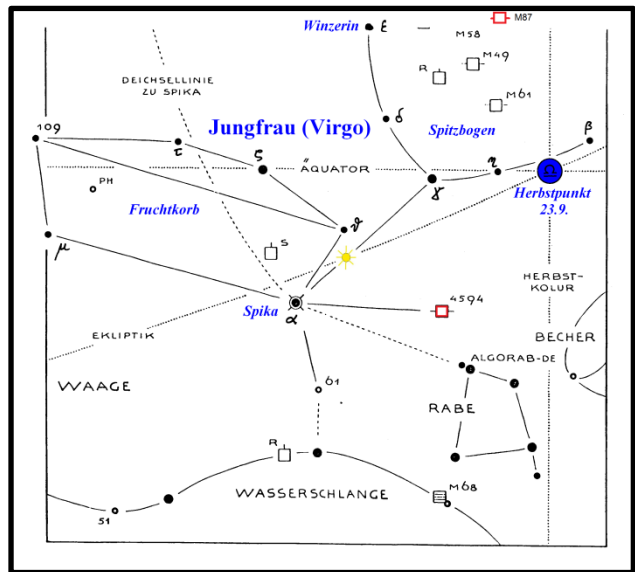 M87
Winzerin
ε
M58
M49
R
DEICHSELLINIE
ZU SPIKA
M61
δ
109
Jungfrau (Virgo)
Spitzbogen
β
τ
ζ
ÄQUATOR
η
γ
PH
Herbstpunkt
23.9.
Fruchtkorb
ϑ
μ
S
HERBST-
KOLUR
Spika
α
4594
EKLIPTIK
BECHER
ALGORAB-DE
WAAGE
61
RABE
R
M68
WASSERSCHLANGE
51